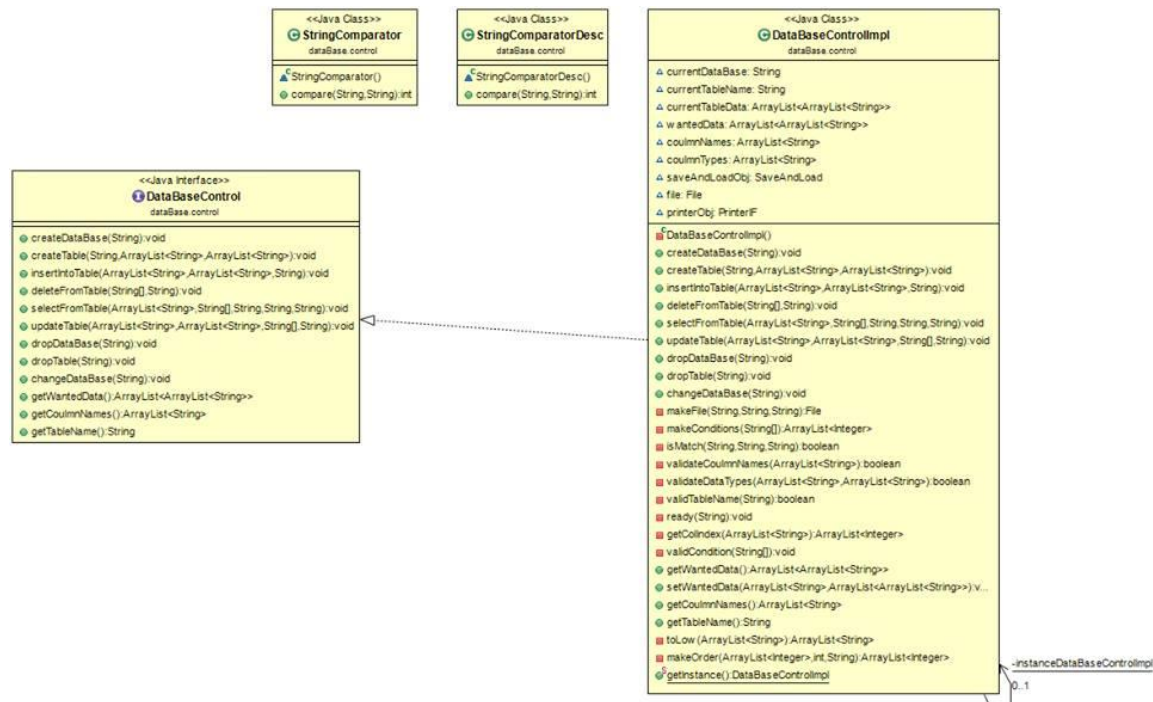 <<Java Class>>
StringComparator
dataBase.control
StringComparator()
compare(String,String):int
<<Java Class>>
StringComparatorDesc
dataBase.control
StringComparatorDesc()
compare(String,String):int
<<Java Class>>
DataBaseControlImpl
dataBase.control
currentDataBase: String
currentTableName: String
currentTableData: ArrayList<ArrayList<String>>
wantedData: ArrayList<ArrayList<String>>
coulmnNames: ArrayList<String>
coulmnTypes: ArrayList<String>
saveAndLoadObj: SaveAndLoad
file: File
printerObj: PrinterIF
DataBaseControlImpl()
createDataBase(String):void
createTable(String,ArrayList<String>,ArrayList<String>):void
insertIntoTable(ArrayList<String>,ArrayList<String>,String):void
deleteFromTable(String[],String):void
selectFromTable(ArrayList<String>,String[],String,String,String):void
updateTable(ArrayList<String>,ArrayList<String>,String[],String):void
dropDataBase(String):void
dropTable(String):void
changeDataBase(String):void
makeFile(String,String,String):File
makeConditions(String[]):ArrayList<Integer>
isMatch(String,String,String):boolean
validateCoulmnNames(ArrayList<String>):boolean
validateDataTypes(ArrayList<String>,ArrayList<String>):boolean
validTableName(String):boolean
ready(String):void
getColIndex(ArrayList<String>):ArrayList<Integer>
validCondition(String[]):void
getWantedData():ArrayList<ArrayList<String>>
setWantedData(ArrayList<String>,ArrayList<ArrayList<String>>):v...
getCoulmnNames():ArrayList<String>
getTableName():String
toLow(ArrayList<String>):ArrayList<String>
makeOrder(ArrayList<Integer>,int,String):ArrayList<Integer>
getInstance():DataBaseControlImpl
<<Java Interface>>
DataBaseControl
dataBase.control
createDataBase(String):void
createTable(String,ArrayList<String>,ArrayList<String>):void
insertIntoTable(ArrayList<String>,ArrayList<String>,String):void
deleteFromTable(String[],String):void
selectFromTable(ArrayList<String>,String[],String,String,String):void
updateTable(ArrayList<String>,ArrayList<String>,String[],String):void
dropDataBase(String):void
dropTable(String):void
changeDataBase(String):void
getWantedData():ArrayList<ArrayList<String>>
getCoulmnNames():ArrayList<String>
getTableName():String
-instanceDataBaseControlImpl
0..1